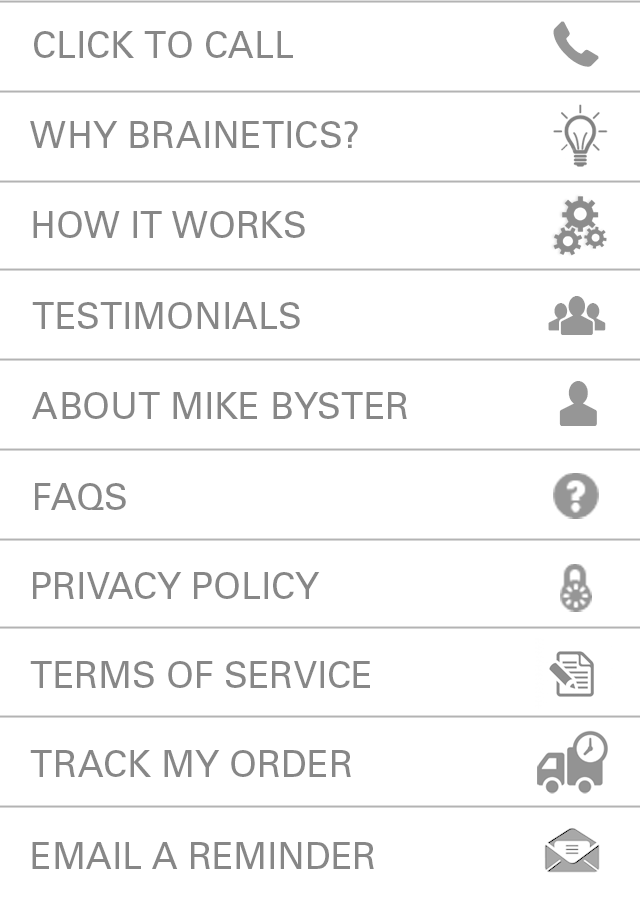 CLICK TO CALL
WHY BRAINETICS?
HOW IT WORKS
TESTIMONIALS
ABOUT MIKE BYSTER
FAQS
PRIVACY POLICY
TERMS OF SERVICE
TRACK MY ORDER
EMAIL A REMINDER